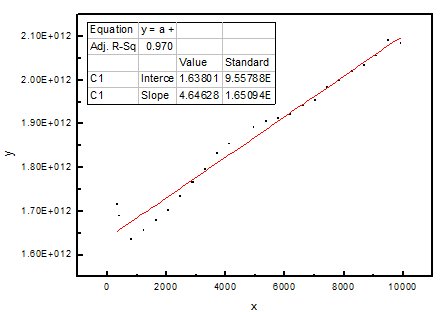 2.10E+012
2.00E+012
1.90E+012
1.80E+012
1.70E+012
1.60E+012
y
Equation y = a +
Adj. R-Sq 0.970
Value Standard
C1 Interce 1.63801 9.55788E
C1 Slope 4.64628 1.65094E
0 2000 4000 6000 8000 10000
x